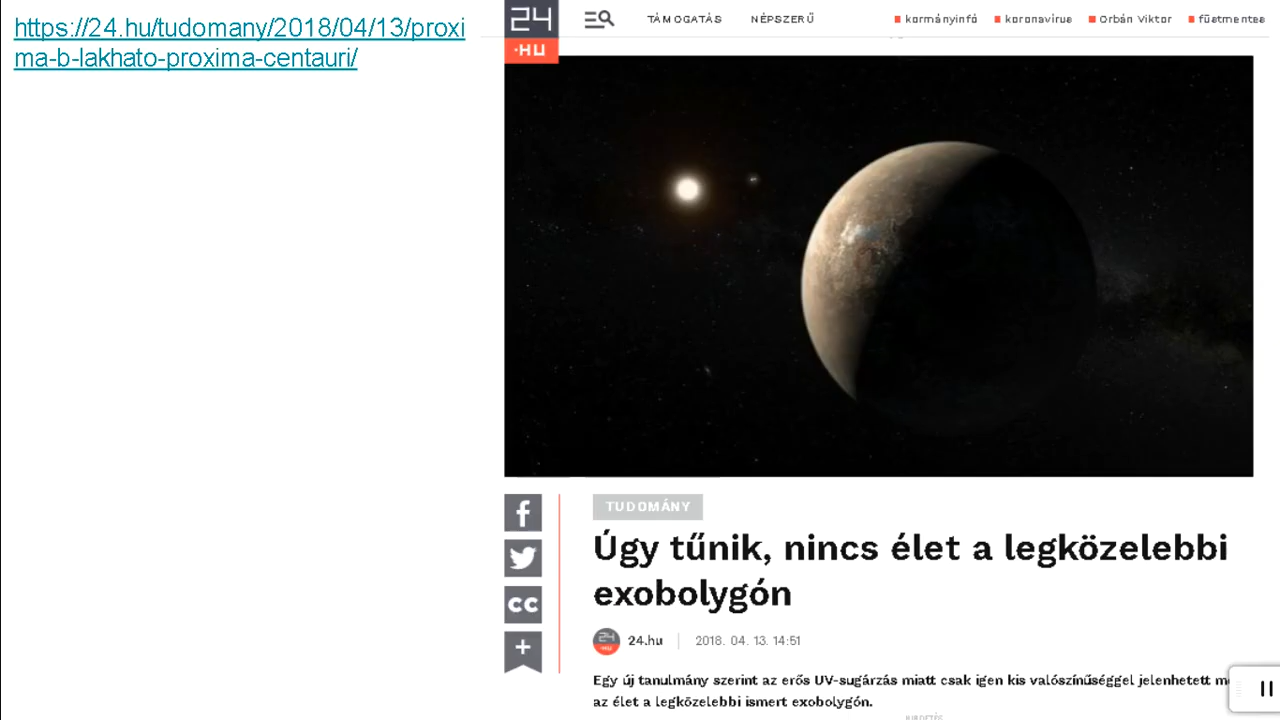 https://24.hu/tudomany/2018/04/13/proxi
ma-b-lakhato-proxima-centauri/
24
.HU
TÁMOGATÁS NÉPSZERŰ kormányinfó koronavírus Orbán Viktor füstmentes
TUDOMÁNY
Úgy tűnik, nincs élet a legközelebbi
exobolygón
24.hu 2018. 04. 13. 14:51
Egy új tanulmány szerint az erős UV-sugárzás miatt csak igen kis valószínűséggel jelenhetett
az élet a legközelebbi ismert exobolygón.